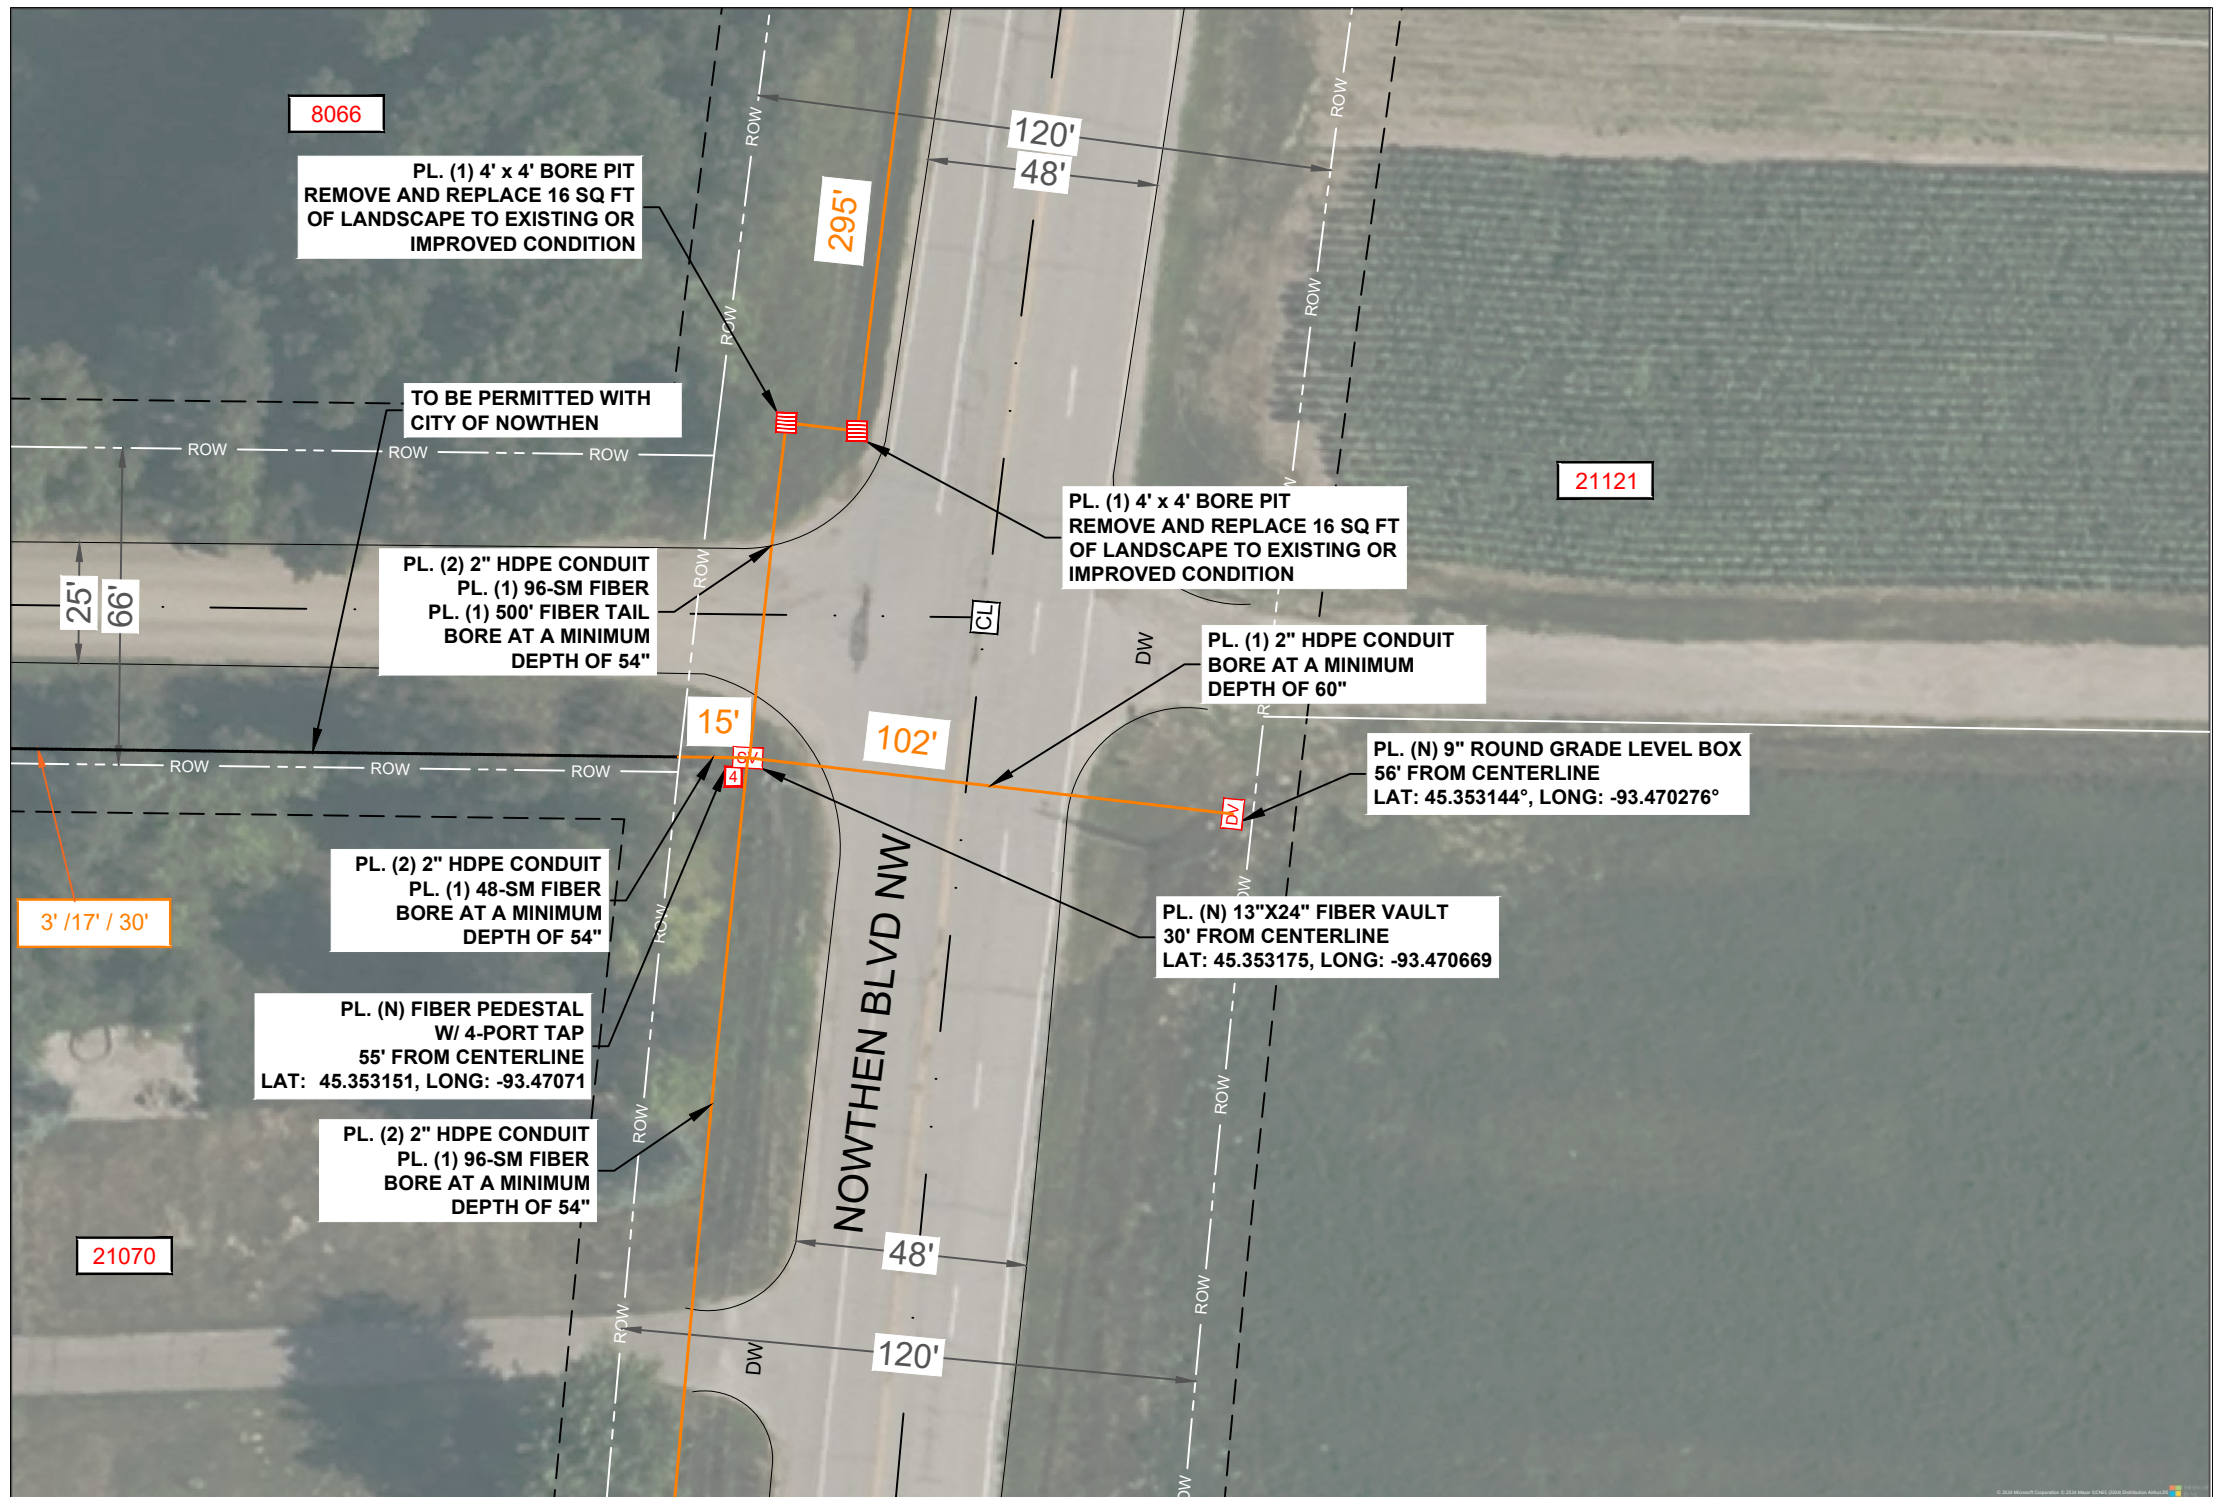 8066
PL. (1) 4' x 4' BORE PIT
REMOVE AND REPLACE 16 SQ FT
OF LANDSCAPE TO EXISTING OR
IMPROVED CONDITION
ROW
ROW
120'
48'
295'
ROW
ROW
TO BE PERMITTED WITH
CITY OF NOWTHEN
ROW
ROW
ROW
21121
PL. (1) 4' x 4' BORE PIT
REMOVE AND REPLACE 16 SQ FT
OF LANDSCAPE TO EXISTING OR
IMPROVED CONDITION
PL. (2) 2" HDPE CONDUIT
PL. (1) 96-SM FIBER
PL. (1) 500' FIBER TAIL
BORE AT A MINIMUM
DEPTH OF 54"
ROW
25'
66'
CL
DW
PL. (1) 2" HDPE CONDUIT
BORE AT A MINIMUM
DEPTH OF 60"
15'
102'
SV
4
DV
ROW
ROW
ROW
PL. (N) 9" ROUND GRADE LEVEL BOX
56' FROM CENTERLINE
LAT: 45.353144°, LONG: -93.470276°
PL. (2) 2" HDPE CONDUIT
PL. (1) 48-SM FIBER
BORE AT A MINIMUM
DEPTH OF 54"
ROW
3' /17' / 30'
NOWTHEN BLVD NW
ROW
PL. (N) 13"X24" FIBER VAULT
30' FROM CENTERLINE
LAT: 45.353175, LONG: -93.470669
PL. (N) FIBER PEDESTAL
W/ 4-PORT TAP
55' FROM CENTERLINE
LAT: 45.353151, LONG: -93.47071
ROW
ROW
PL. (2) 2" HDPE CONDUIT
PL. (1) 96-SM FIBER
BORE AT A MINIMUM
DEPTH OF 54"
21070
48'
ROW
ROW
120'
DW